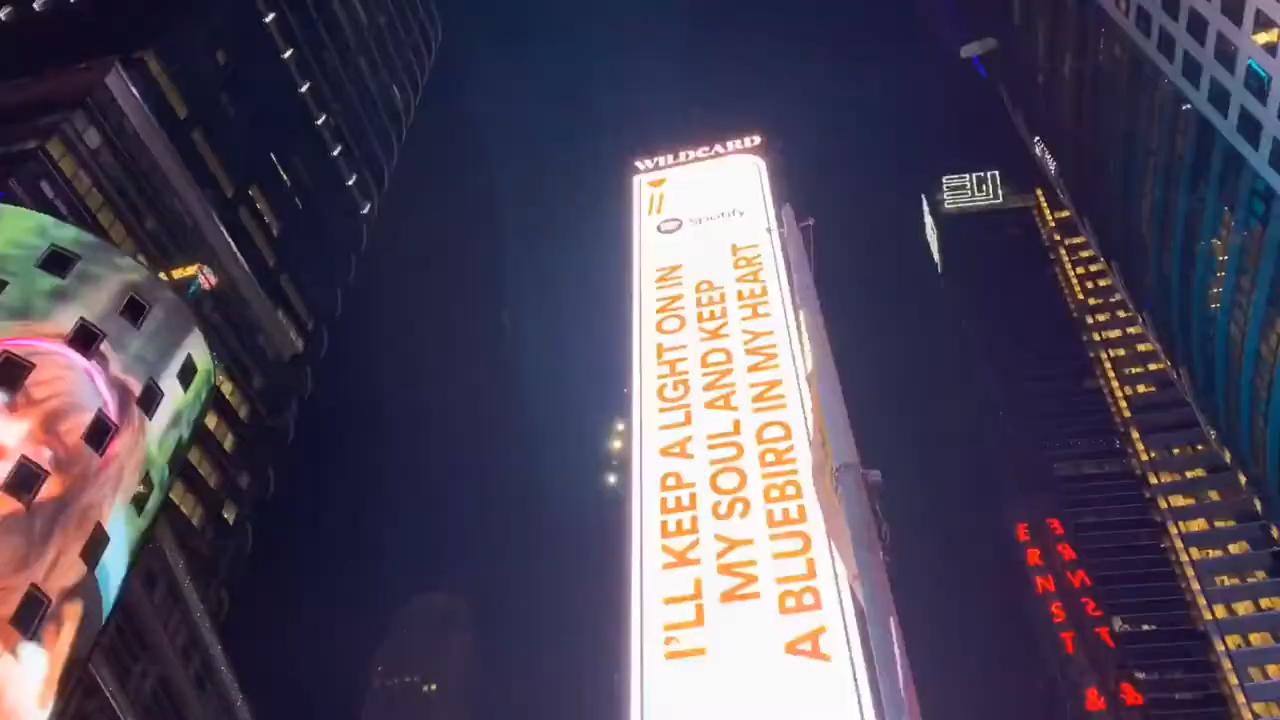 WILDCARD
Spotify
I'LL KEEP A LIGHT ON IN
MY SOUL AND KEEP
A BLUEBIRD IN MY HEART
ERNST
&